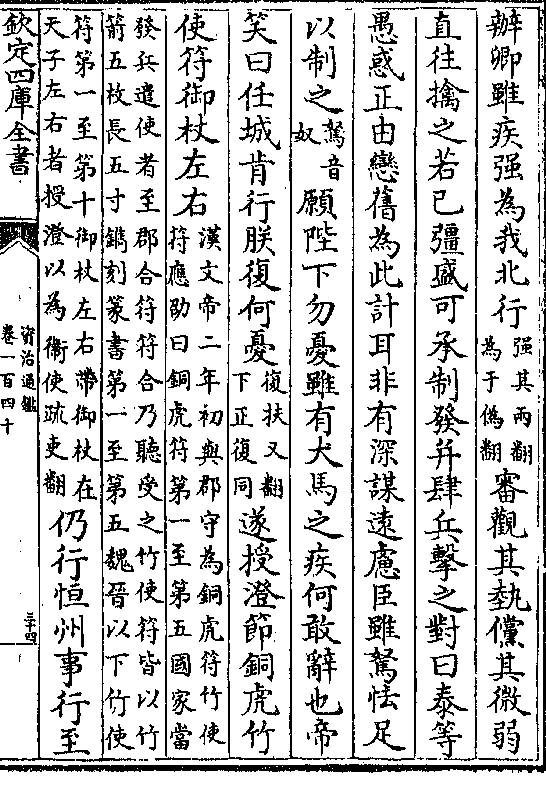 辦卿雖疾强為我北行强其兩翻為于偽翻審觀其埶儻其微弱
直往擒之若已彊盛可承制發幷肆兵擊之對曰泰等
愚惑正由戀舊為此計耳非有深謀遠慮臣雖駑怯足
以制之駑音奴願陛下勿憂雖有犬馬之疾何敢辭也帝
笑曰任城肯行朕復何憂復扶又翻下正復同遂授澄節銅虎竹
使符御杖左右漢文帝二年初與郡守為銅虎符竹使符應劭曰銅虎符第一至第五國家當
發兵遣使者至郡合符符合乃聽受之竹使符皆以竹箭五枚長五寸鐫刻篆書第一至第五魏晉以下竹使
符第一至第十御杖左右帶御杖在天子左右者授澄以為衞使疏吏翻仍行恒州事行至
欽定四庫全書
資治通鑑
卷一百四十
三十四